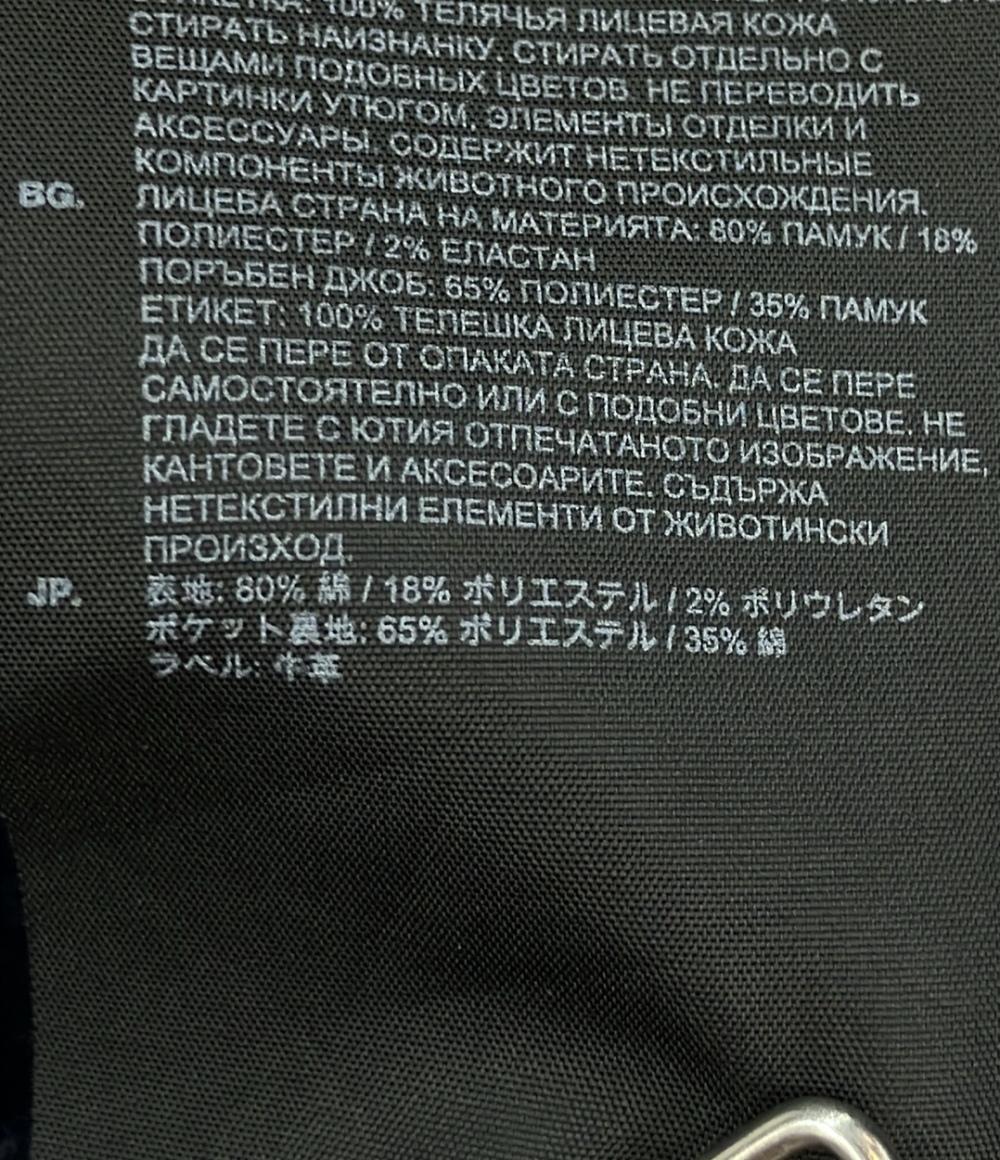 ЭТИКЕТКА: 100% ТЕЛЯЧЬЯ ЛИЦЕВАЯ КОЖА
СТИРАТЬ НАИЗНАНКУ. СТИРАТЬ ОТДЕЛЬНО С
ВЕЩАМИ ПОДОБНЫХ ЦВЕТОВ. НЕ ПЕРЕВОДИТЬ
КАРТИНКИ УТЮГОМ, ЭЛЕМЕНТЫ ОТДЕЛКИ И
АКСЕССУАРЫ. СОДЕРЖИТ НЕТЕКСТИЛЬНЫЕ
КОМПОНЕНТЫ ЖИВОТНОГО ПРОИСХОЖДЕНИЯ.
BG. ЛИЦЕВА СТРАНА НА МАТЕРИЯТА: 80% ПАМУК / 18%
ПОЛИЕСТЕР / 2% ЕЛАСТАН
ПОРЪБЕН ДЖОБ: 65% ПОЛИЕСТЕР / 35% ПАМУК
ЕТИКЕТ: 100% ТЕЛЕШКА ЛИЦЕВА КОЖА
ДА СЕ ПЕРЕ ОТ ОПАКАТА СТРАНА. ДА СЕ ПЕРЕ
САМОСТОЯТЕЛНО ИЛИ С ПОДОБНИ ЦВЕТОВЕ. НЕ
ГЛАДЕТЕ С ЮТИЯ ОТПЕЧАТАНОТО ИЗОБРАЖЕНИЕ,
КАНТОВЕТЕ И АКСЕСОАРИТЕ. СЪДЪРЖА
НЕТЕКСТИЛНИ ЕЛЕМЕНТИ ОТ ЖИВОТИНСКИ
ПРОИЗХОД.
JP. 表地: 80% 綿 / 18% ポリエステル / 2% ポリウレタン
ポケット裏地: 65% ポリエステル / 35% 綿
ラベル: 牛革